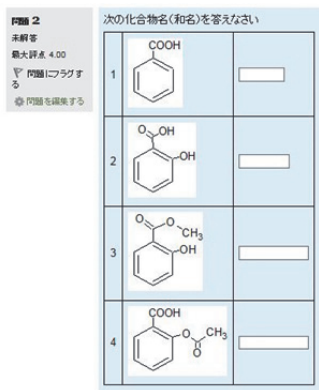 問題 2
未解答
最大評点 4.00
問題にフラグす
る
問題を編集する
次の化合物名(和名)を答えなさい
1
COOH
2
O
OH
OH
3
O
O
CH3
OH
4
COOH
O
CH3
O